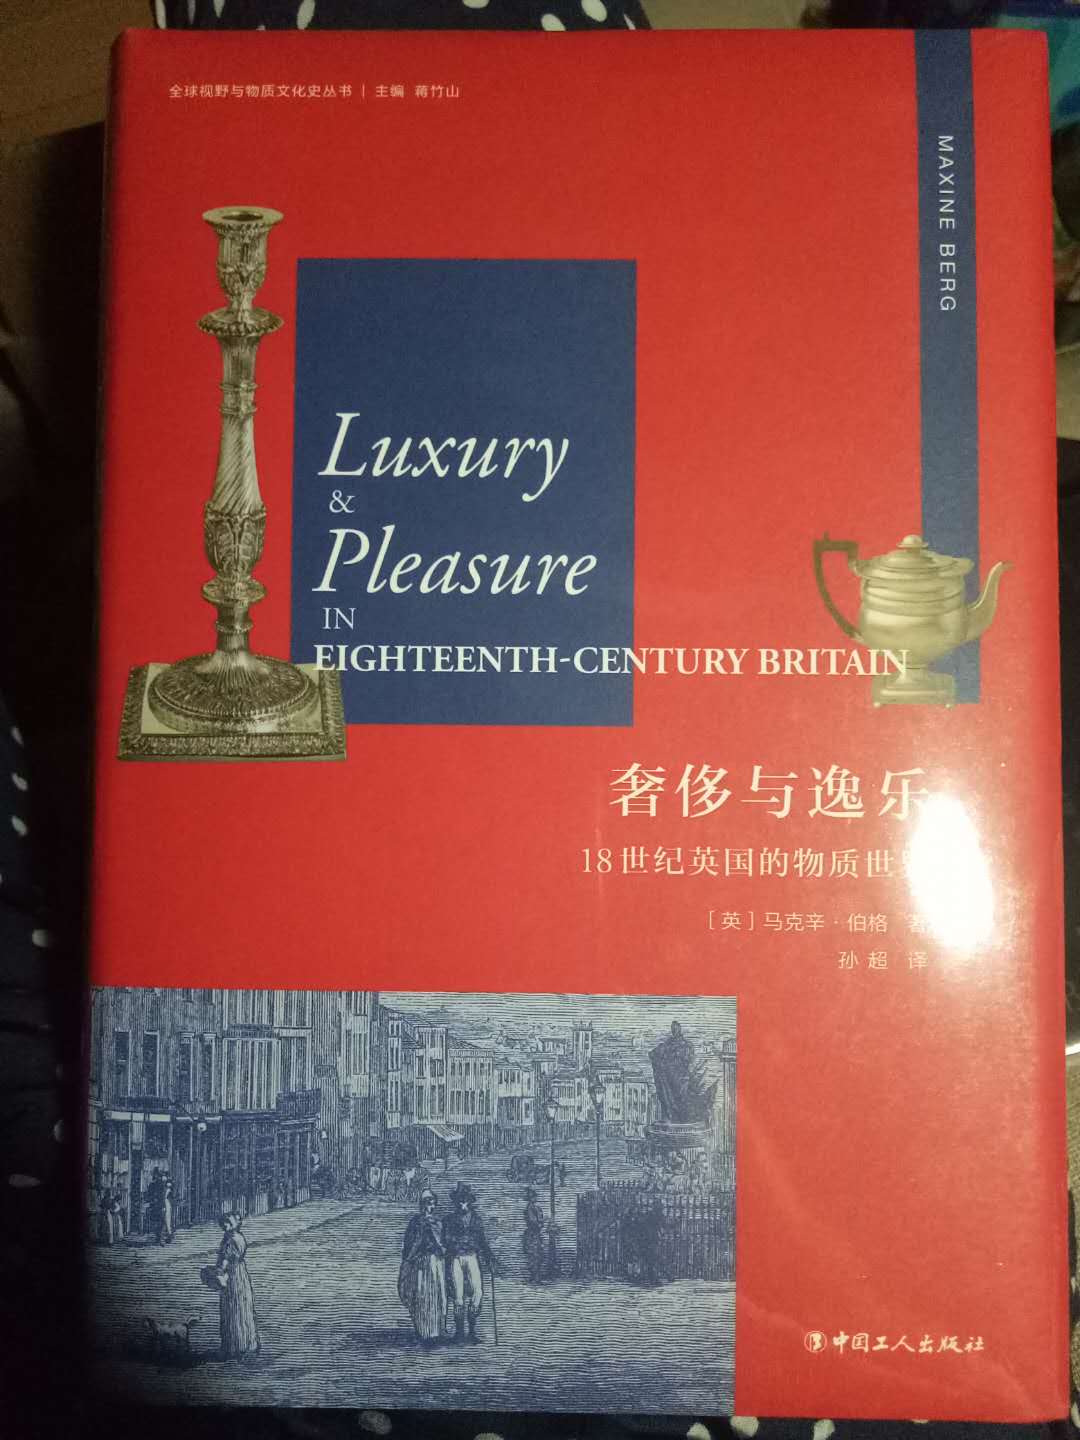 全球视野与物质文化史丛书 | 主编 蒋竹山
MAXINE BERG
Luxury
&
Pleasure
IN
EIGHTEENTH-CENTURY BRITAIN
奢侈与逸乐
18世纪英国的物质世界
[英] 马克辛·伯格 著
孙超 译
中国工人出版社